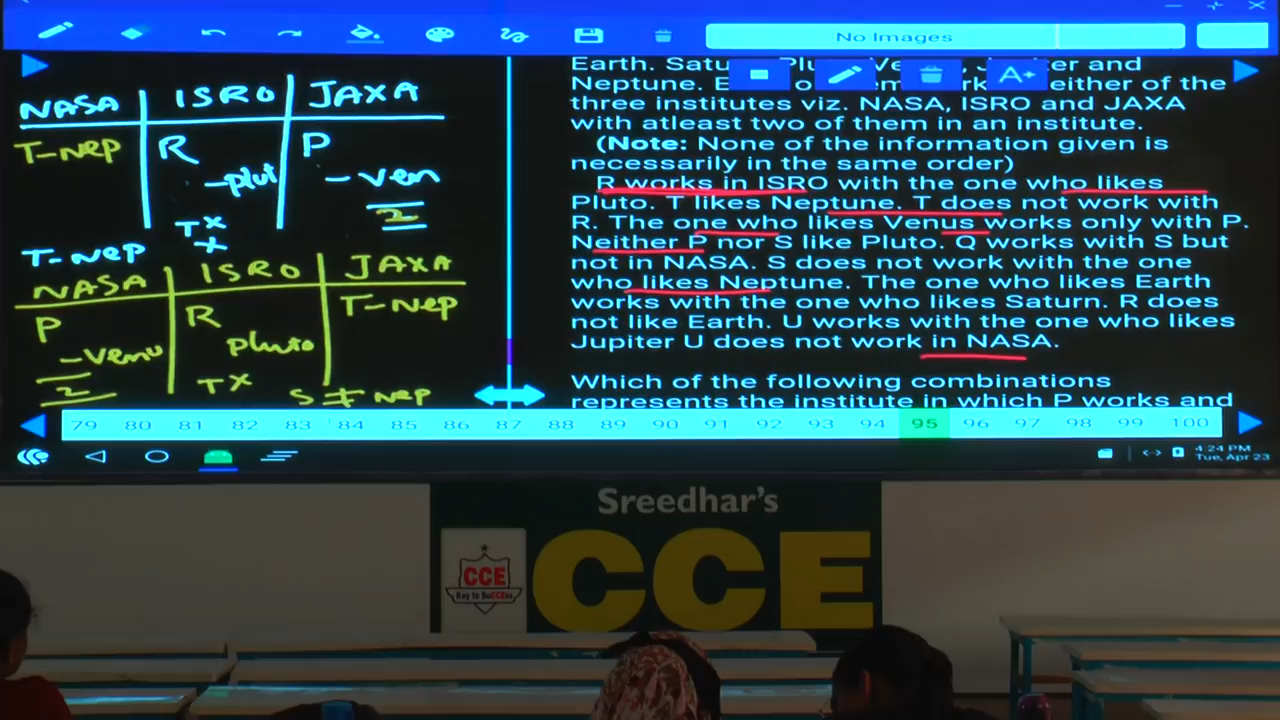 No Images
NASA ISRO JAXA
T-Nep R P
-plut -ven
2
Tx
x
T-Nep
NASA ISRO JAXA
P R T-Nep
-venu pluto
2
Tx S ≠ Nep
Earth.
Neptune. either of the
three institutes viz. NASA, ISRO and JAXA
with atleast two of them in an institute.
(Note: None of the information given is
necessarily in the same order)
R works in ISRO with the one who likes
Pluto. T likes Neptune. T does not work with
R. The one who likes Venus works only with P.
Neither P nor S like Pluto. Q works with S but
not in NASA. S does not work with the one
who likes Neptune. The one who likes Earth
works with the one who likes Saturn. R does
not like Earth. U works with the one who likes
Jupiter U does not work in NASA.
Which of the following combinations
represents the institute in which P works and
A+
79 80 81 82 83 84 85 86 87 88 89 90 91 92 93 94 95 96 97 98 99 100
4:24 PM
Tue, Apr 23
Sreedhar's
CCE
CCE
Key to SuCCEss